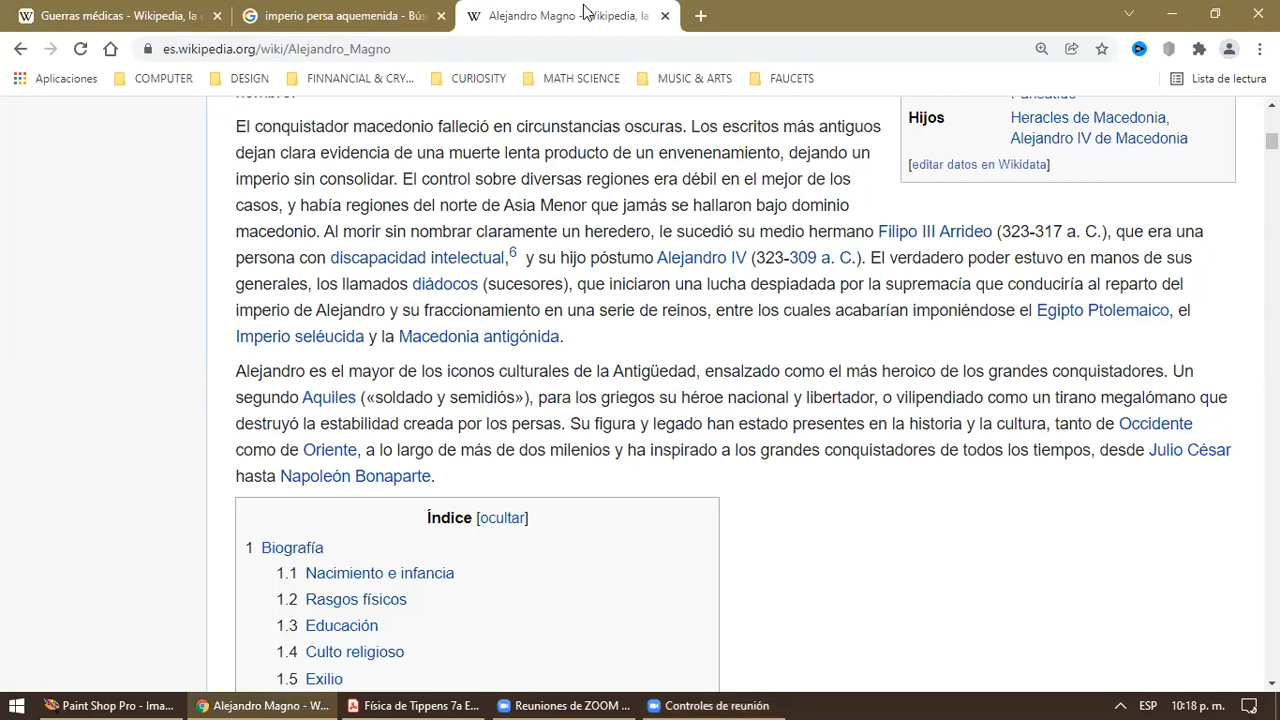 Guerras médicas - Wikipedia, la
imperio persa aquemenida - Bús
Alejandro Magno - Wikipedia, la
es.wikipedia.org/wiki/Alejandro_Magno
Aplicaciones COMPUTER DESIGN FINNANCIAL & CRY... CURIOSITY MATH SCIENCE MUSIC & ARTS FAUCETS Lista de lectura
Hijos Heracles de Macedonia,
Alejandro IV de Macedonia
[editar datos en Wikidata]
El conquistador macedonio falleció en circunstancias oscuras. Los escritos más antiguos
dejan clara evidencia de una muerte lenta producto de un envenenamiento, dejando un
imperio sin consolidar. El control sobre diversas regiones era débil en el mejor de los
casos, y había regiones del norte de Asia Menor que jamás se hallaron bajo dominio
macedonio. Al morir sin nombrar claramente un heredero, le sucedió su medio hermano Filipo III Arrideo (323-317 a. C.), que era una
persona con discapacidad intelectual,6 y su hijo póstumo Alejandro IV (323-309 a. C.). El verdadero poder estuvo en manos de sus
generales, los llamados diádocos (sucesores), que iniciaron una lucha despiadada por la supremacía que conduciría al reparto del
imperio de Alejandro y su fraccionamiento en una serie de reinos, entre los cuales acabarían imponiéndose el Egipto Ptolemaico, el
Imperio seléucida y la Macedonia antigónida.
Alejandro es el mayor de los iconos culturales de la Antigüedad, ensalzado como el más heroico de los grandes conquistadores. Un
segundo Aquiles («soldado y semidiós»), para los griegos su héroe nacional y libertador, o vilipendiado como un tirano megalómano que
destruyó la estabilidad creada por los persas. Su figura y legado han estado presentes en la historia y la cultura, tanto de Occidente
como de Oriente, a lo largo de más de dos milenios y ha inspirado a los grandes conquistadores de todos los tiempos, desde Julio César
hasta Napoleón Bonaparte.
Índice [ocultar]
1 Biografía
1.1 Nacimiento e infancia
1.2 Rasgos físicos
1.3 Educación
1.4 Culto religioso
1.5 Exilio
Paint Shop Pro - Ima... Alejandro Magno - W... Física de Tippens 7a E... Reuniones de ZOOM ... Controles de reunión ESP 10:18 p. m.